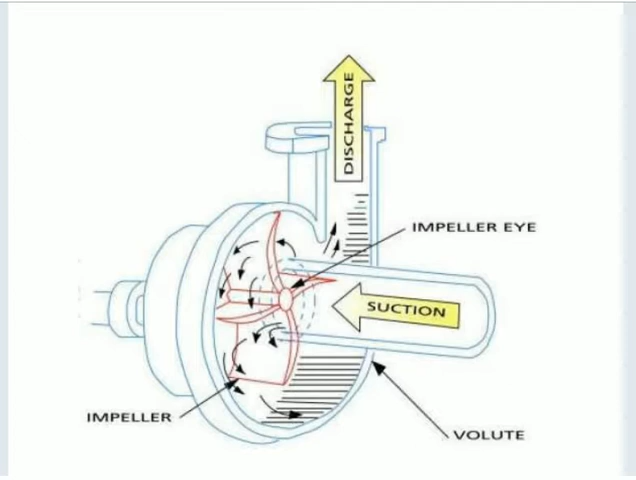 DISCHARGE
IMPELLER EYE
SUCTION
IMPELLER
VOLUTE